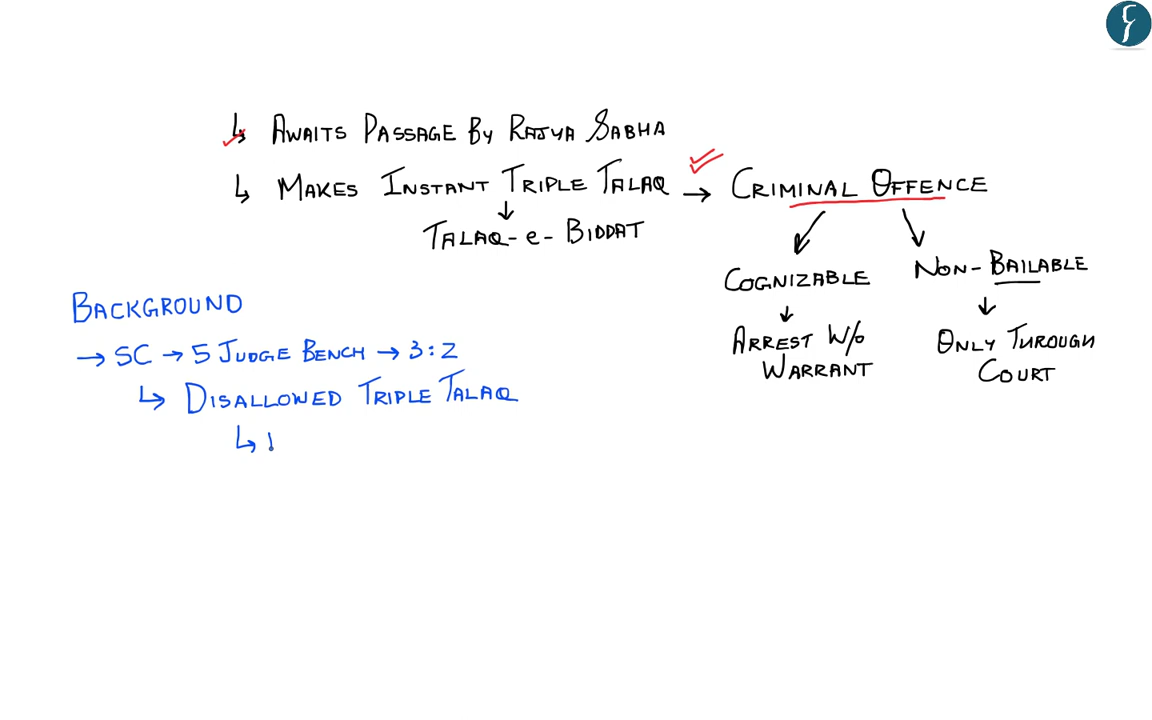 ↳ AWAITS PASSAGE By RAJYA SABHA
↳ MAKES INSTANT TRIPLE TALAQ → CRIMINAL OFFENCE
TALAQ-e-BIDDAT
COGNIZABLE
ARREST W/o
WARRANT
NON-BAILABLE
ONLY THROUGH
COURT
BACKGROUND
→ SC → 5 JUDGE BENCH → 3:2
↳ DISALLOWED TRIPLE TALAQ